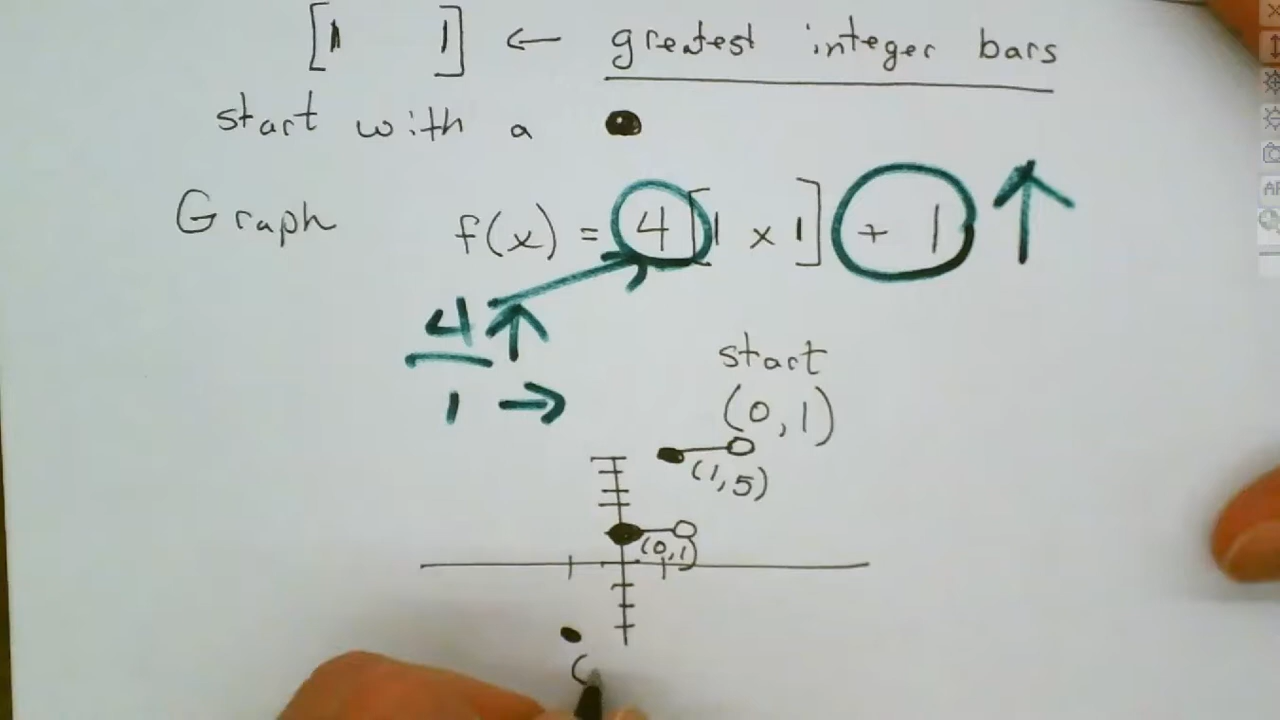 [| |] ← greatest integer bars
start with a ●
Graph f(x) = 4[| x |] + 1 ↑
4 ↑
1 →
start
(0,1)
(1,5)
(0,1)
(